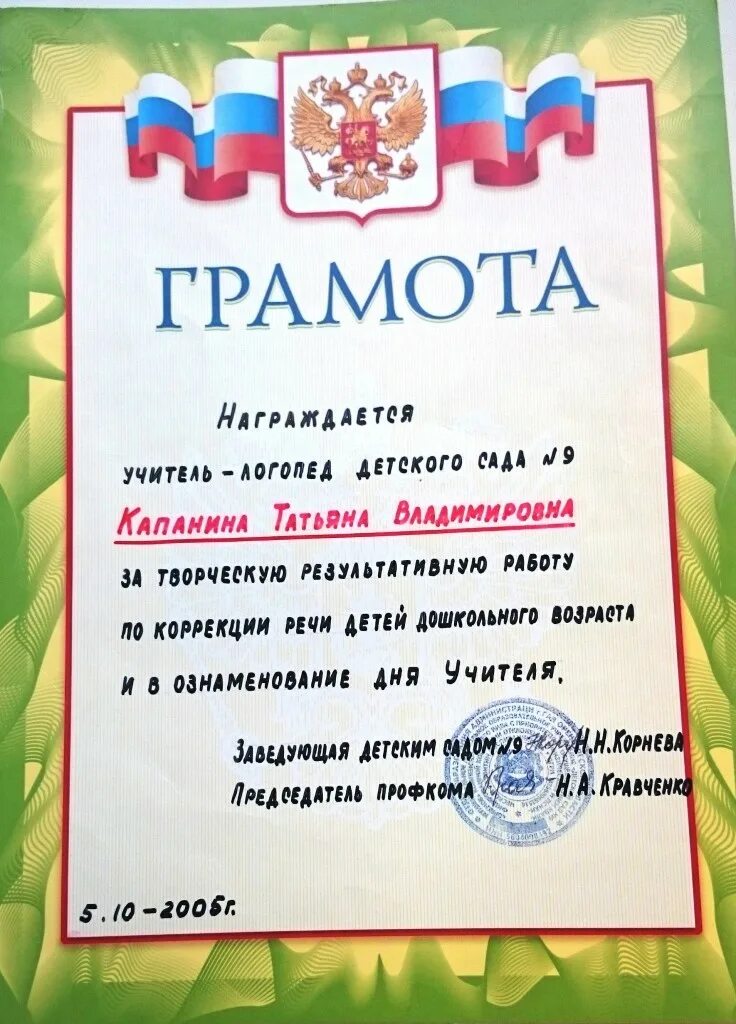 ГРАМОТА
Награждается
учитель-логопед детского сада №9
Капанина Татьяна Владимировна
за творческую результативную работу
по коррекции речи детей дошкольного возраста
и в ознаменование дня Учителя.
Заведующая детским садом №9 Н.Н.Корнева
Председатель профкома Н.А.Кравченко
5.10-2005г.